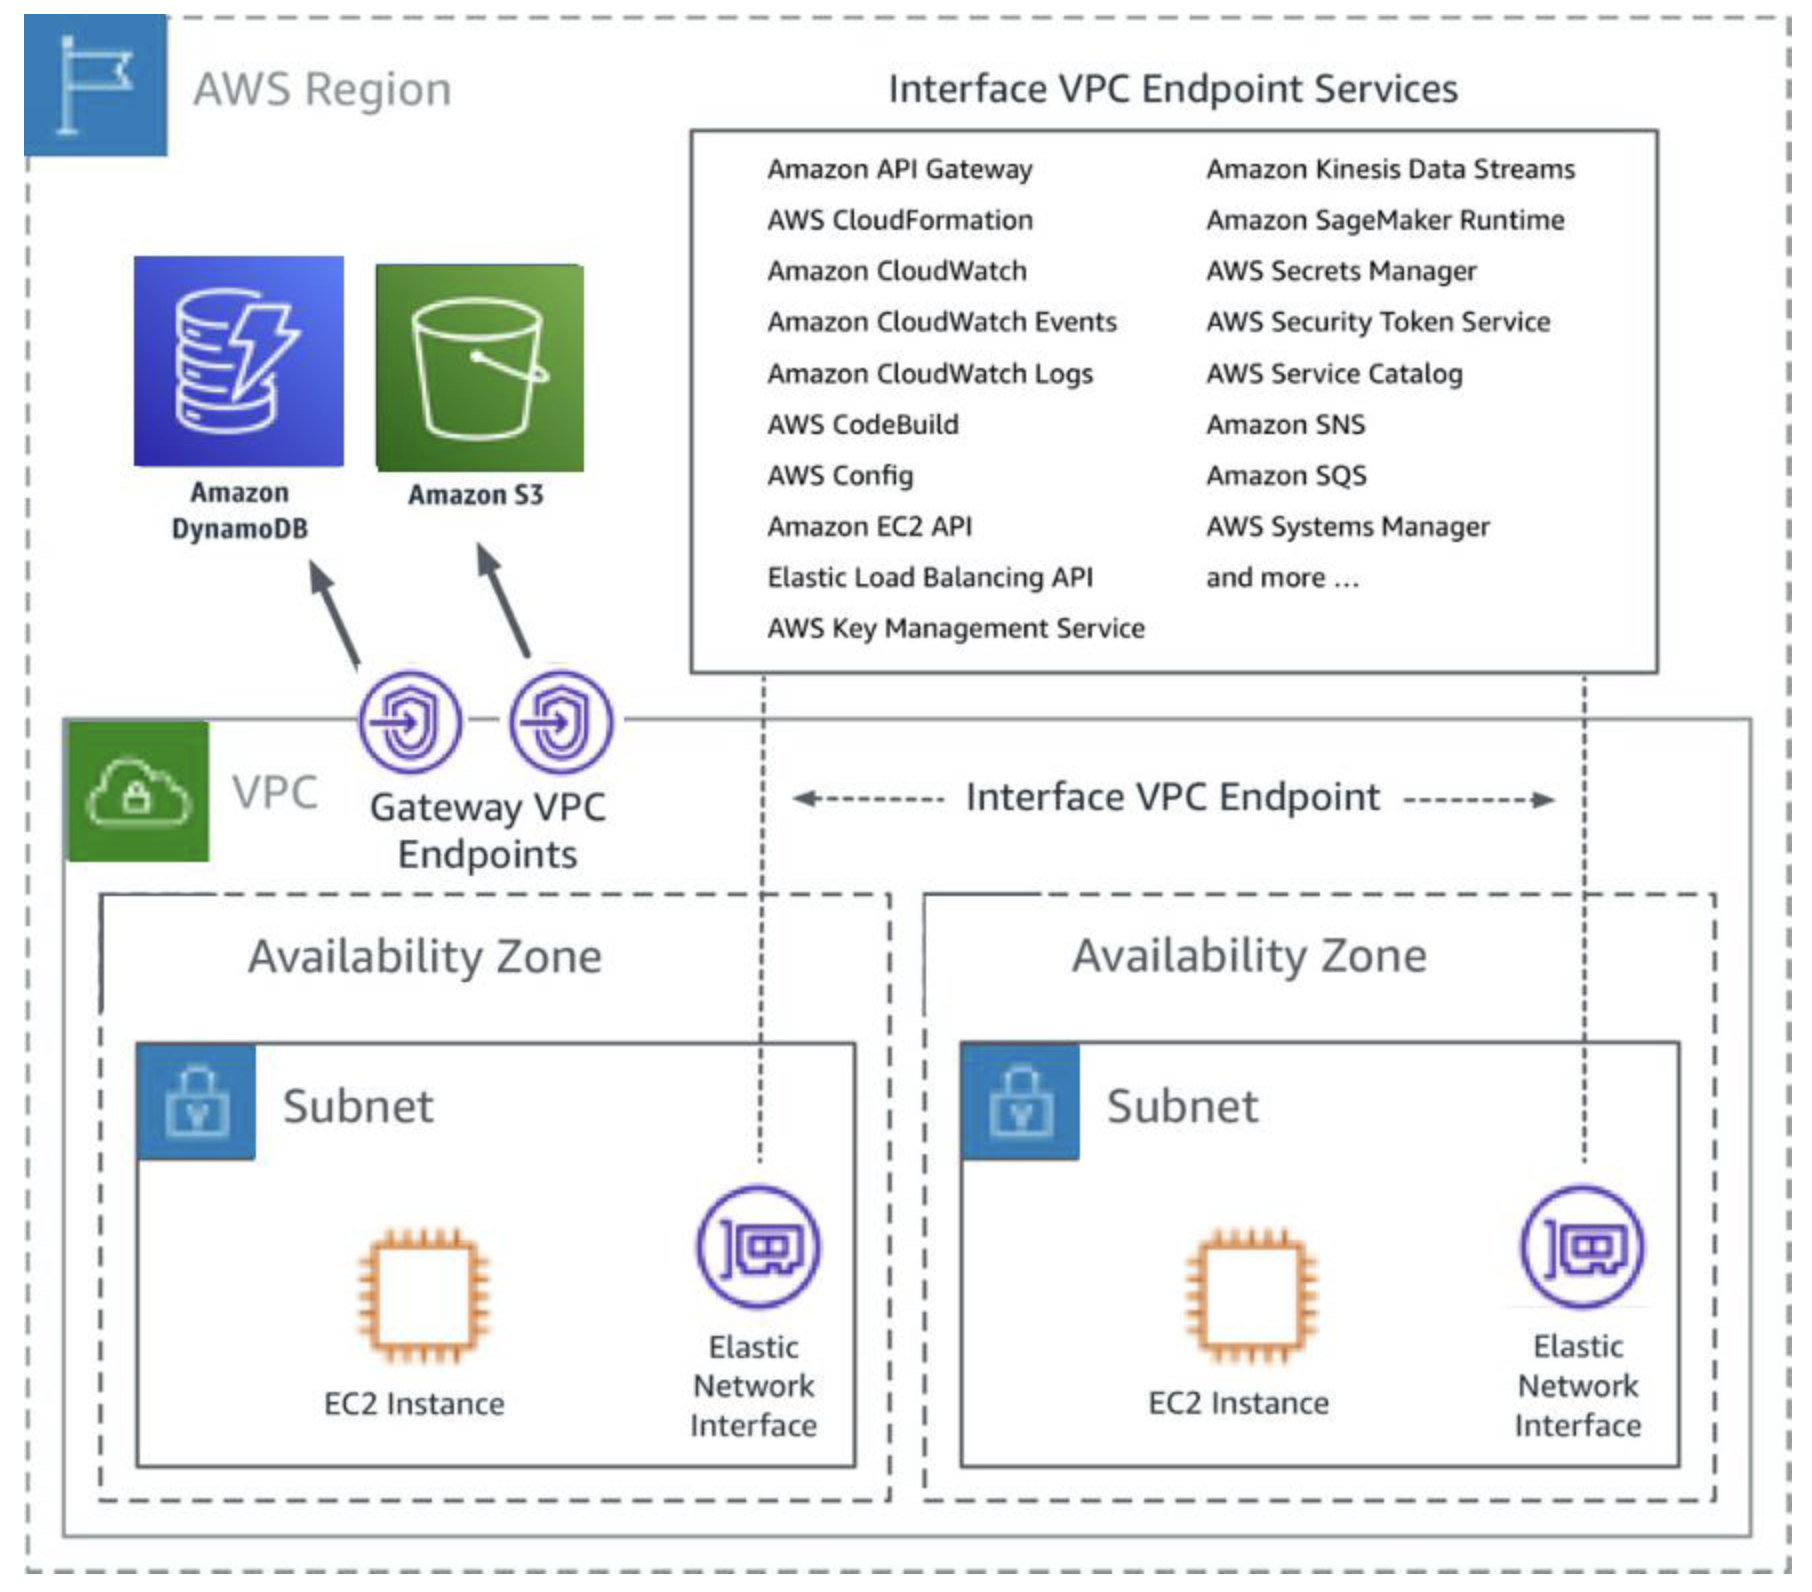 AWS Region
Interface VPC Endpoint Services
Amazon API Gateway
AWS CloudFormation
Amazon CloudWatch
Amazon CloudWatch Events
Amazon CloudWatch Logs
AWS CodeBuild
AWS Config
Amazon EC2 API
Elastic Load Balancing API
AWS Key Management Service
Amazon Kinesis Data Streams
Amazon SageMaker Runtime
AWS Secrets Manager
AWS Security Token Service
AWS Service Catalog
Amazon SNS
Amazon SQS
AWS Systems Manager
and more ...
Amazon
DynamoDB
Amazon S3
VPC
Gateway VPC
Endpoints
Interface VPC Endpoint
Availability Zone
Subnet
EC2 Instance
Elastic
Network
Interface
Availability Zone
Subnet
EC2 Instance
Elastic
Network
Interface